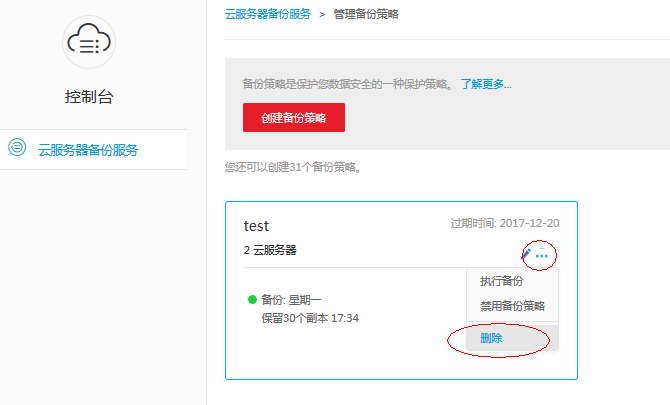 云服务器备份服务 > 管理备份策略
控制台
云服务器备份服务
备份策略是保护您数据安全的一种保护策略。 了解更多...
创建备份策略
您还可以创建31个备份策略。
test
过期时间: 2017-12-20
2 云服务器
执行备份
备份: 星期一
禁用备份策略
保留30个副本 17:34
删除